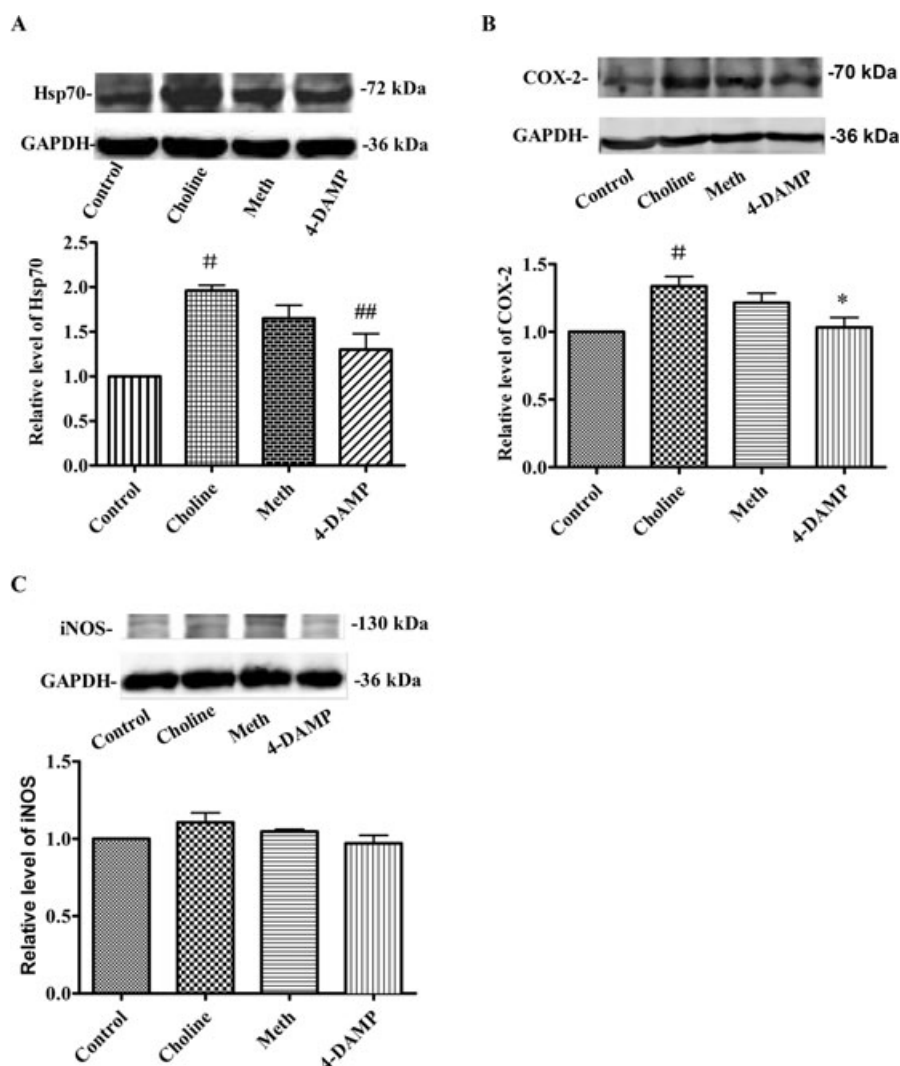 A
Hsp70-
-72 kDa
GAPDH-
-36 kDa
Control
Choline
Meth
4-DAMP
Relative level of Hsp70
2.5
2.0
1.5
1.0
0.5
0.0
#
##
Control
Choline
Meth
4-DAMP
B
COX-2-
-70 kDa
GAPDH-
-36 kDa
Control
Choline
Meth
4-DAMP
Relative level of COX-2
1.5
1.0
0.5
0.0
#
*
Control
Choline
Meth
4-DAMP
C
iNOS-
-130 kDa
GAPDH-
-36 kDa
Control
Choline
Meth
4-DAMP
Relative level of iNOS
1.5
1.0
0.5
0.0
Control
Choline
Meth
4-DAMP